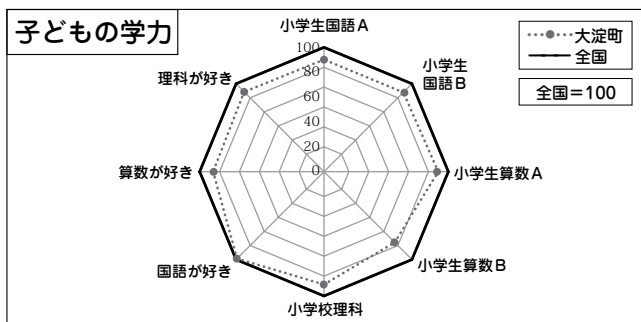 子どもの学力
小学生国語A
大淀町
全国
全国＝100
100
80
60
40
20
0
小学生
国語B
小学生算数A
小学生算数B
小学校理科
国語が好き
算数が好き
理科が好き